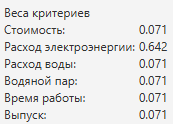 Веса критериев
Стоимость: 0.071
Расход электроэнергии: 0.642
Расход воды: 0.071
Водяной пар: 0.071
Время работы: 0.071
Выпуск: 0.071